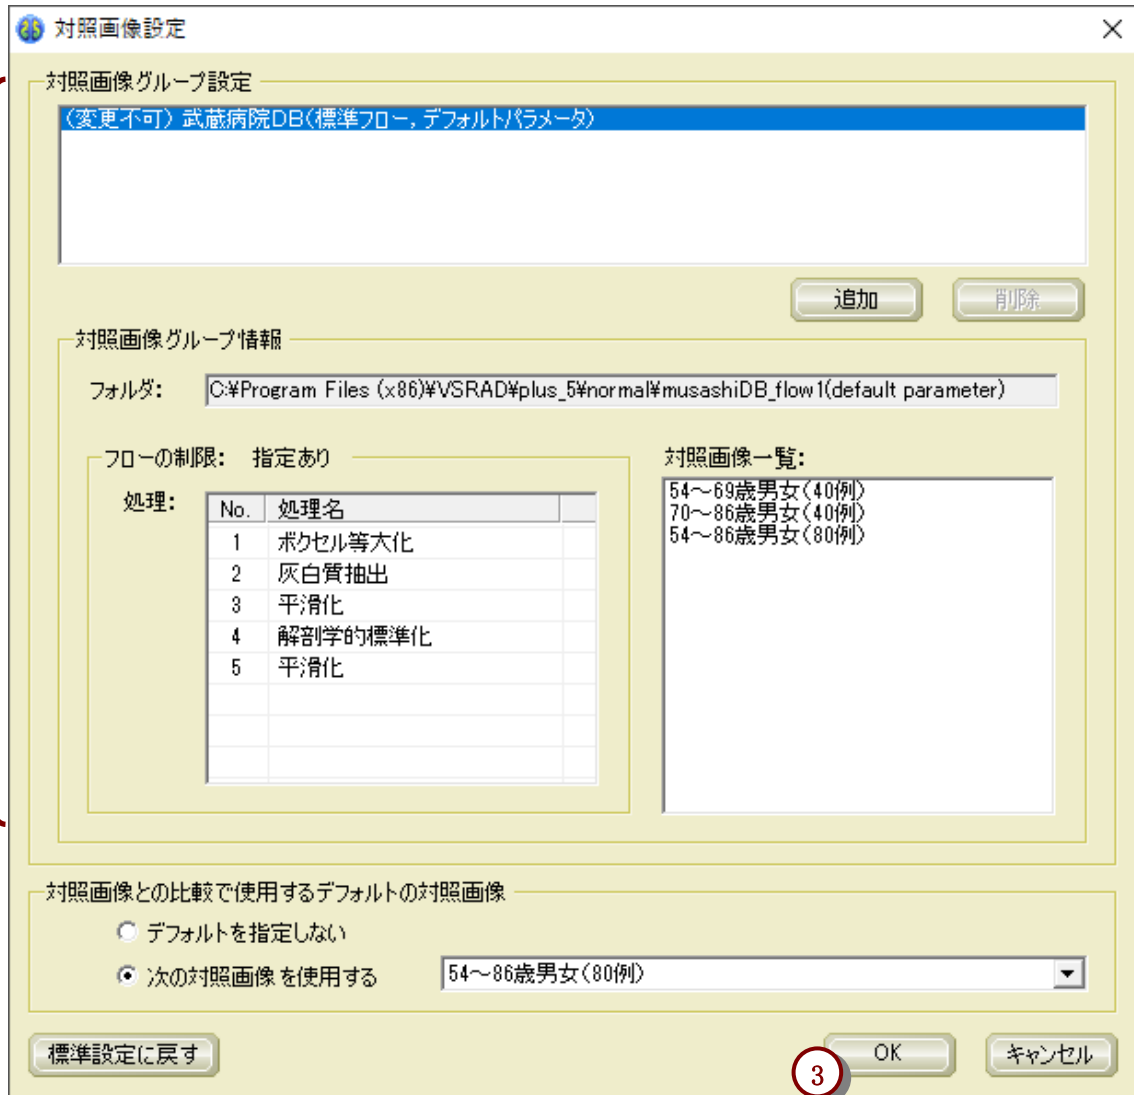 対照画像設定
対照画像グループ設定
(変更不可) 武蔵病院DB(標準フロー, デフォルトパラメータ)
追加
削除
対照画像グループ情報
フォルダ:
C:¥Program Files (x86)¥VSRAD¥plus_5¥normal¥musashiDB_flow1(default parameter)
フローの制限: 指定あり
処理:
No. 処理名
1 ボクセル等大化
2 灰白質抽出
3 平滑化
4 解剖学的標準化
5 平滑化
対照画像一覧:
54～69歳男女(40例)
70～86歳男女(40例)
54～86歳男女(80例)
対照画像との比較で使用するデフォルトの対照画像
デフォルトを指定しない
次の対照画像を使用する
54～86歳男女(80例)
標準設定に戻す
OK
キャンセル
3